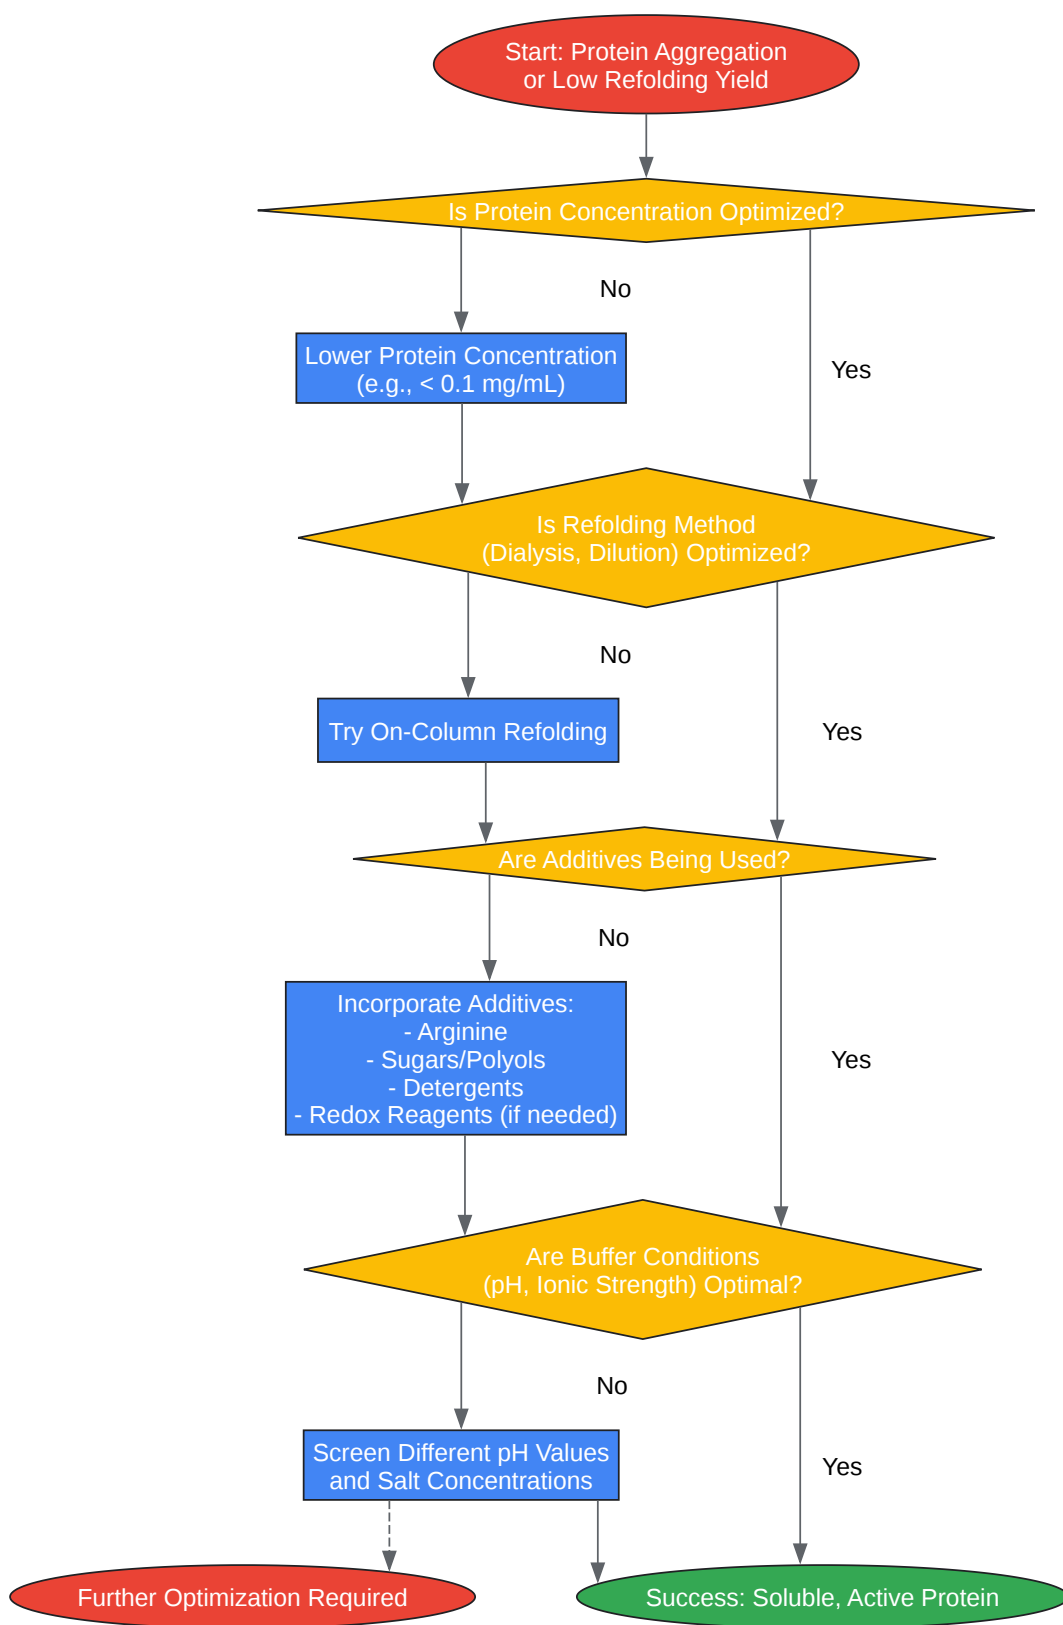 Start: Protein Aggregation
or Low Refolding Yield
Is Protein Concentration Optimized?
No
Lower Protein Concentration
(e.g., < 0.1 mg/mL)
Yes
Is Refolding Method
(Dialysis, Dilution) Optimized?
No
Try On-Column Refolding
Yes
Are Additives Being Used?
No
Incorporate Additives:
- Arginine
- Sugars/Polyols
- Detergents
- Redox Reagents (if needed)
Yes
Are Buffer Conditions
(pH, Ionic Strength) Optimal?
No
Screen Different pH Values
and Salt Concentrations
Yes
Further Optimization Required
Success: Soluble, Active Protein